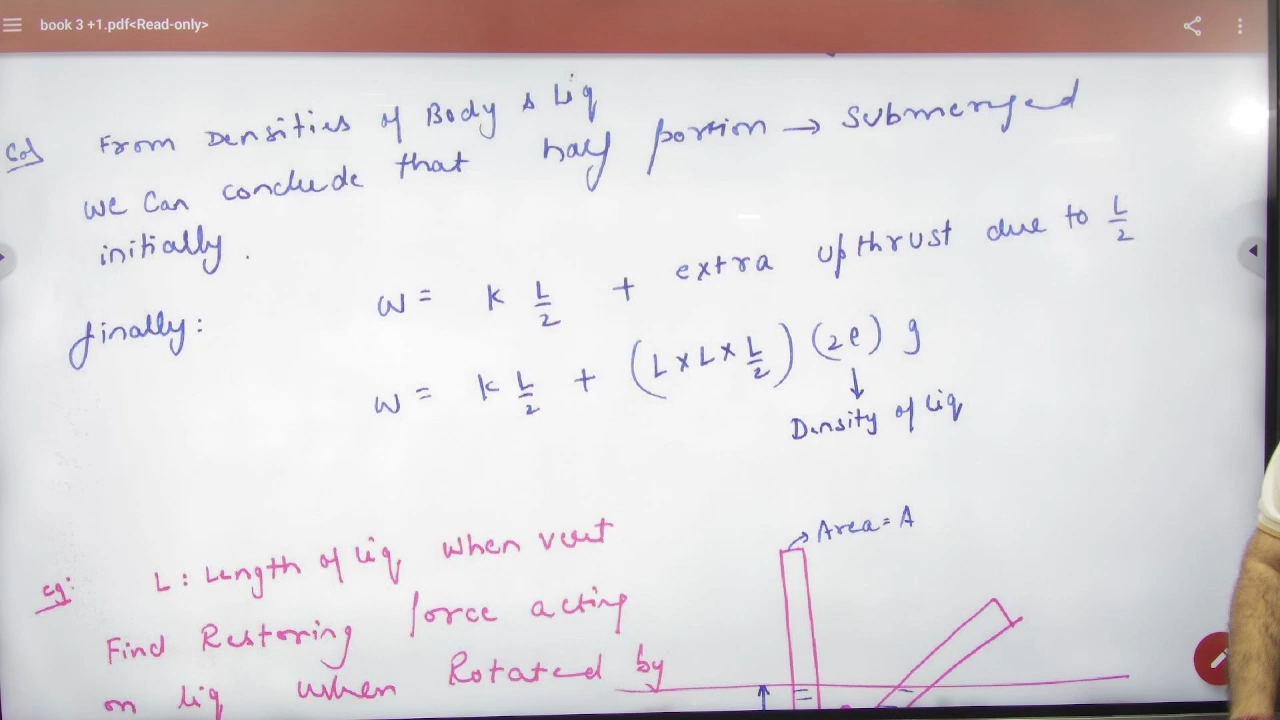 book 3 +1.pdf<Read-only>
Sol From Densities of Body & Liq
we can conclude that half portion → submerged
initially.
finally: W = K L/2 + extra upthrust due to L/2
W = K L/2 + (L×L×L/2) (2ρ) g
↓
Density of liq
eg: L: Length of liq when vert
Find Restoring force acting
on liq when Rotated by
Area = A